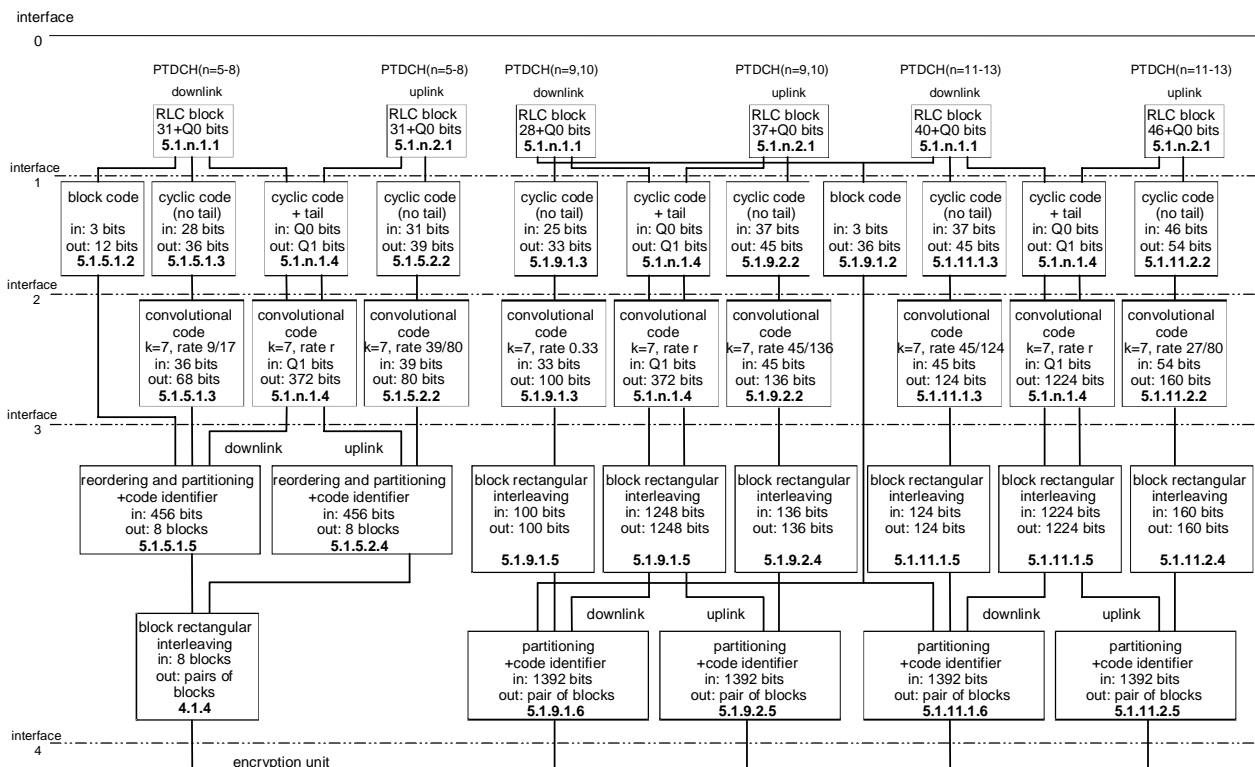 interface
0
PTDCH(n=5-8)
downlink
PTDCH(n=5-8)
uplink
PTDCH(n=9,10)
downlink
PTDCH(n=9,10)
uplink
PTDCH(n=11-13)
downlink
PTDCH(n=11-13)
uplink
RLC block
31+Q0 bits
5.1.n.1.1
RLC block
31+Q0 bits
5.1.n.2.1
RLC block
28+Q0 bits
5.1.n.1.1
RLC block
37+Q0 bits
5.1.n.2.1
RLC block
40+Q0 bits
5.1.n.1.1
RLC block
46+Q0 bits
5.1.n.2.1
interface
1
block code
in: 3 bits
out: 12 bits
5.1.5.1.2
cyclic code
(no tail)
in: 28 bits
out: 36 bits
5.1.5.1.3
cyclic code
+ tail
in: Q0 bits
out: Q1 bits
5.1.n.1.4
cyclic code
(no tail)
in: 31 bits
out: 39 bits
5.1.5.2.2
cyclic code
(no tail)
in: 25 bits
out: 33 bits
5.1.9.1.3
cyclic code
+ tail
in: Q0 bits
out: Q1 bits
5.1.n.1.4
cyclic code
(no tail)
in: 37 bits
out: 45 bits
5.1.9.2.2
block code
in: 3 bits
out: 36 bits
5.1.9.1.2
cyclic code
(no tail)
in: 37 bits
out: 45 bits
5.1.11.1.3
cyclic code
+ tail
in: Q0 bits
out: Q1 bits
5.1.n.1.4
cyclic code
(no tail)
in: 46 bits
out: 54 bits
5.1.11.2.2
interface
2
convolutional
code
k=7, rate 9/17
in: 36 bits
out: 68 bits
5.1.5.1.3
convolutional
code
k=7, rate r
in: Q1 bits
out: 372 bits
5.1.n.1.4
convolutional
code
k=7, rate 39/80
in: 39 bits
out: 80 bits
5.1.5.2.2
convolutional
code
k=7, rate 0.33
in: 33 bits
out: 100 bits
5.1.9.1.3
convolutional
code
k=7, rate r
in: Q1 bits
out: 372 bits
5.1.n.1.4
convolutional
code
k=7, rate 45/136
in: 45 bits
out: 136 bits
5.1.9.2.2
convolutional
code
k=7, rate 45/124
in: 45 bits
out: 124 bits
5.1.11.1.3
convolutional
code
k=7, rate r
in: Q1 bits
out: 1224 bits
5.1.n.1.4
convolutional
code
k=7, rate 27/80
in: 54 bits
out: 160 bits
5.1.11.2.2
interface
3
downlink
uplink
reordering and partitioning
+code identifier
in: 456 bits
out: 8 blocks
5.1.5.1.5
reordering and partitioning
+code identifier
in: 456 bits
out: 8 blocks
5.1.5.2.4
block rectangular
interleaving
in: 100 bits
out: 100 bits
5.1.9.1.5
block rectangular
interleaving
in: 1248 bits
out: 1248 bits
5.1.9.1.5
block rectangular
interleaving
in: 136 bits
out: 136 bits
5.1.9.2.4
block rectangular
interleaving
in: 124 bits
out: 124 bits
5.1.11.1.5
block rectangular
interleaving
in: 1224 bits
out: 1224 bits
5.1.11.1.5
block rectangular
interleaving
in: 160 bits
out: 160 bits
5.1.11.2.4
downlink
uplink
downlink
uplink
block rectangular
interleaving
in: 8 blocks
out: pairs of
blocks
4.1.4
partitioning
+code identifier
in: 1392 bits
out: pair of blocks
5.1.9.1.6
partitioning
+code identifier
in: 1392 bits
out: pair of blocks
5.1.9.2.5
partitioning
+code identifier
in: 1392 bits
out: pair of blocks
5.1.11.1.6
partitioning
+code identifier
in: 1392 bits
out: pair of blocks
5.1.11.2.5
interface
4
encryption unit